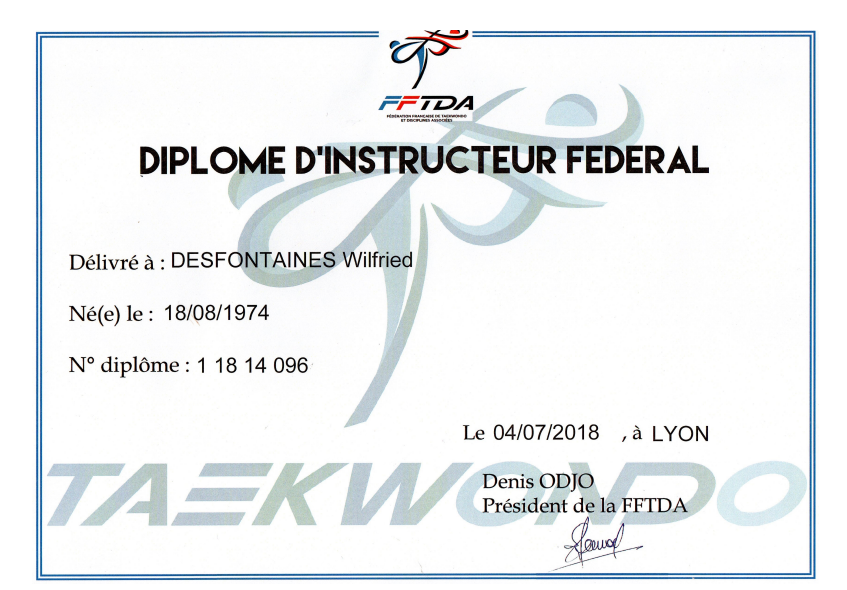 FFTDA
FÉDÉRATION FRANÇAISE DE TAEKWONDO
ET DISCIPLINES ASSOCIÉES
DIPLOME D'INSTRUCTEUR FEDERAL
Délivré à : DESFONTAINES Wilfried
Né(e) le : 18/08/1974
N° diplôme : 1 18 14 096
Le 04/07/2018 , à LYON
TAEKWONDO
Denis ODJO
Président de la FFTDA